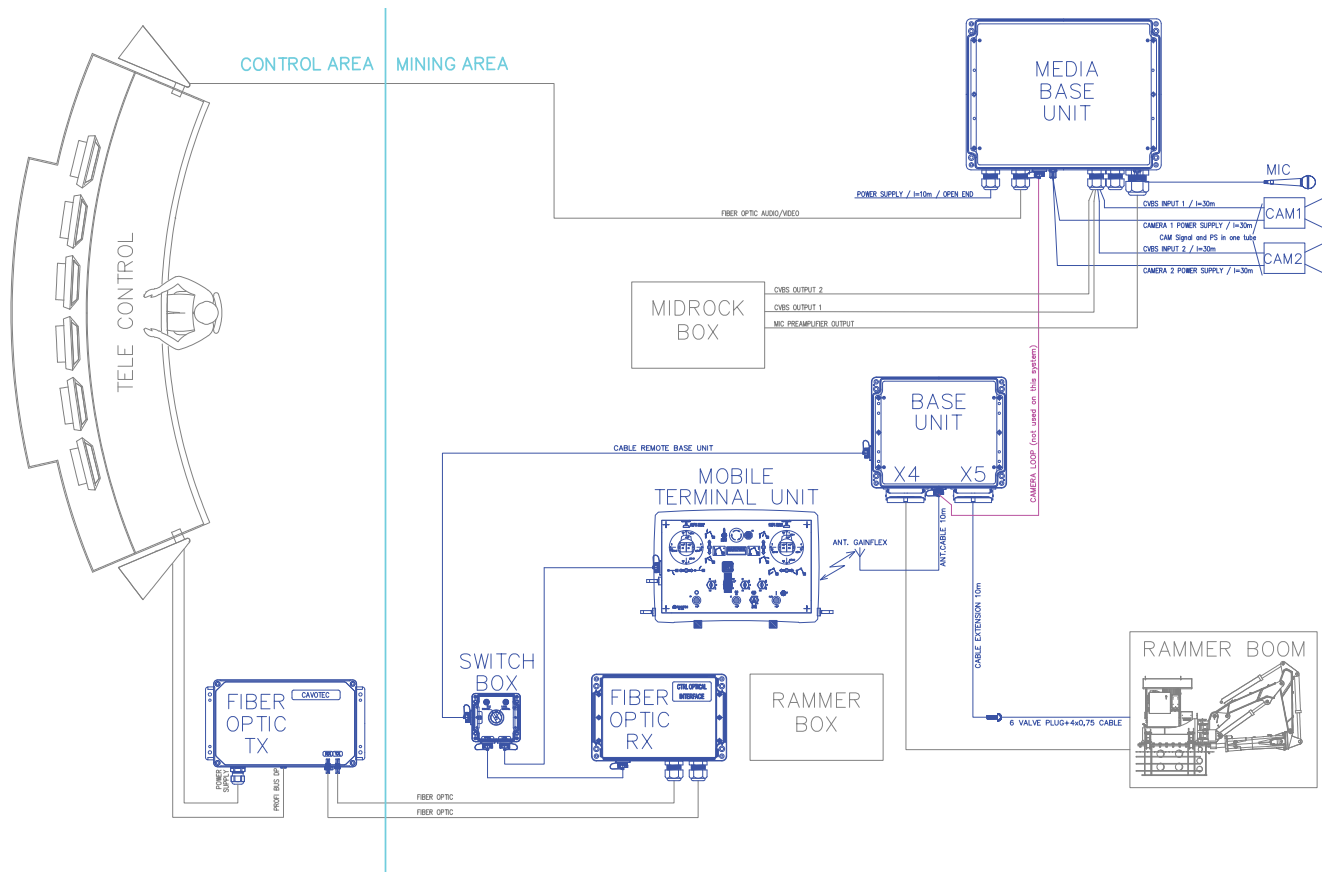 CONTROL AREA
MINING AREA
MEDIA
BASE
UNIT
MIC
POWER SUPPLY / l=10m / OPEN END
FIBER OPTIC AUDIO/VIDEO
CVBS INPUT 1 / l=30m
CAM1
CAMERA 1 POWER SUPPLY / l=30m
CAM Signal and PS in one tube
CVBS INPUT 2 / l=30m
CAM2
CAMERA 2 POWER SUPPLY / l=30m
TELE CONTROL
MIDROCK
BOX
CVBS OUTPUT 2
CVBS OUTPUT 1
MIC PREAMPLIFIER OUTPUT
CAMERA LOOP (not used on this system)
BASE
UNIT
X4
X5
CABLE REMOTE BASE UNIT
MOBILE
TERMINAL UNIT
ANT. GAINFLEX
ANT.CABLE 10m
CABLE EXTENSION 10m
RAMMER BOOM
6 VALVE PLUG+4x0,75 CABLE
SWITCH
BOX
FIBER
OPTIC
RX
CTRL OPTICAL
INTERFACE
RAMMER
BOX
FIBER
OPTIC
TX
CAVOTEC
POWER
SUPPLY
PROFI BUS DP
FIBER OPTIC
FIBER OPTIC